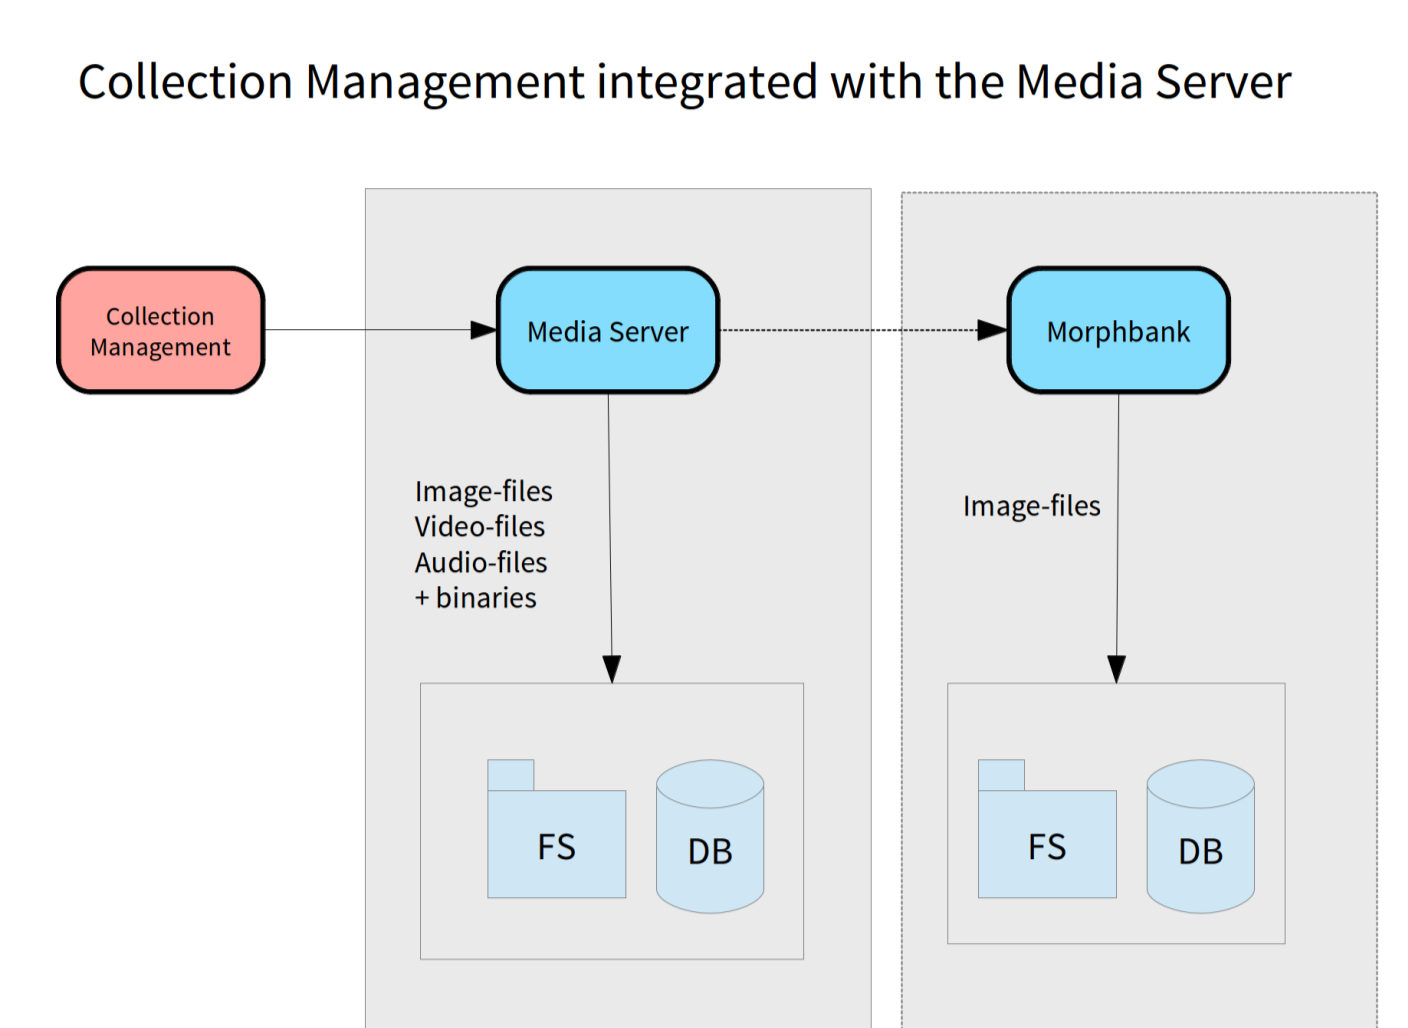 Collection Management integrated with the Media Server
Collection
Management
Media Server
Morphbank
Image-files
Video-files
Audio-files
+ binaries
Image-files
FS
DB
FS
DB